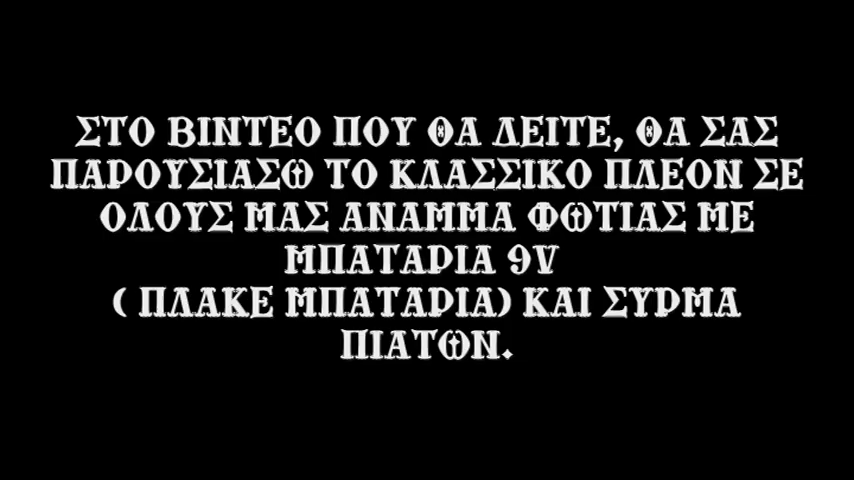 ΣΤΟ ΒΙΝΤΕΟ ΠΟΥ ΘΑ ΔΕΙΤΕ, ΘΑ ΣΑΣ
ΠΑΡΟΥΣΙΑΣΩ ΤΟ ΚΛΑΣΣΙΚΟ ΠΛΕΟΝ ΣΕ
ΟΛΟΥΣ ΜΑΣ ΑΝΑΜΜΑ ΦΩΤΙΑΣ ΜΕ
ΜΠΑΤΑΡΙΑ 9V
( ΠΛΑΚΕ ΜΠΑΤΑΡΙΑ) ΚΑΙ ΣΥΡΜΑ
ΠΙΑΤΩΝ.